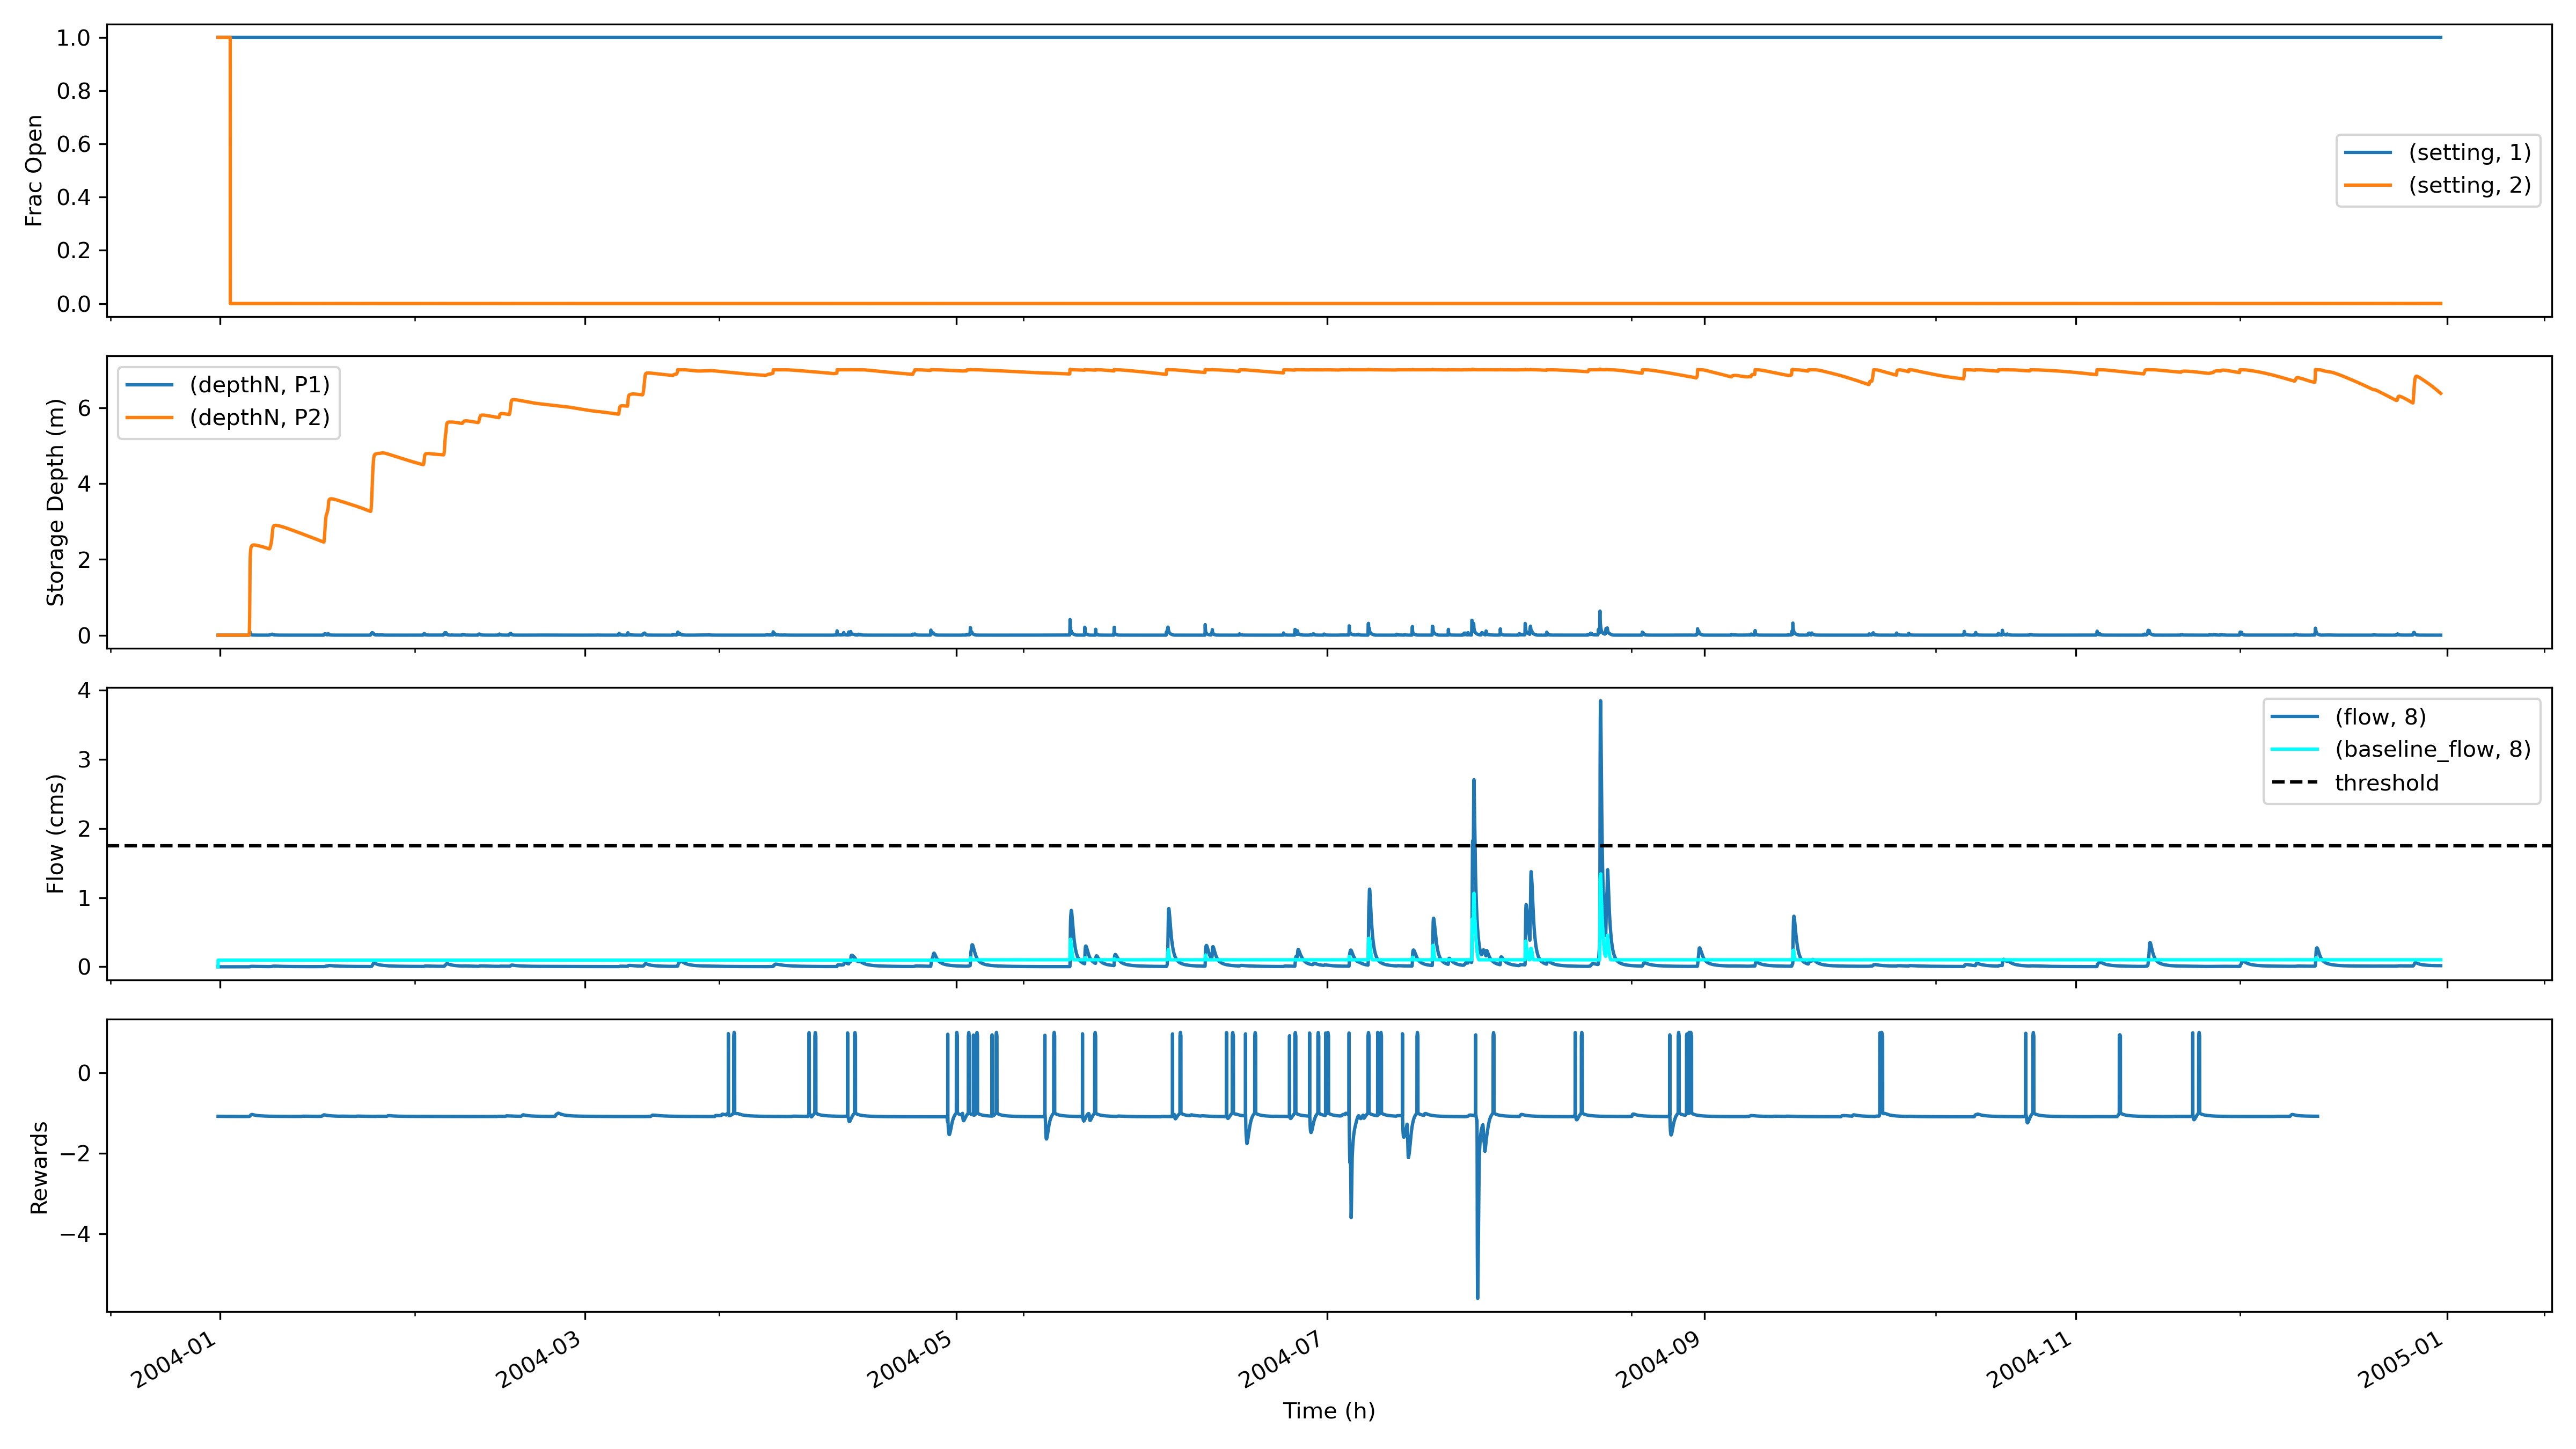 1.0
0.8
0.6
0.4
0.2
0.0
Frac Open
(setting, 1)
(setting, 2)
6
4
2
0
Storage Depth (m)
(depthN, P1)
(depthN, P2)
4
3
2
1
0
Flow (cms)
(flow, 8)
(baseline_flow, 8)
threshold
0
−2
−4
Rewards
2004-01
2004-03
2004-05
2004-07
2004-09
2004-11
2005-01
Time (h)